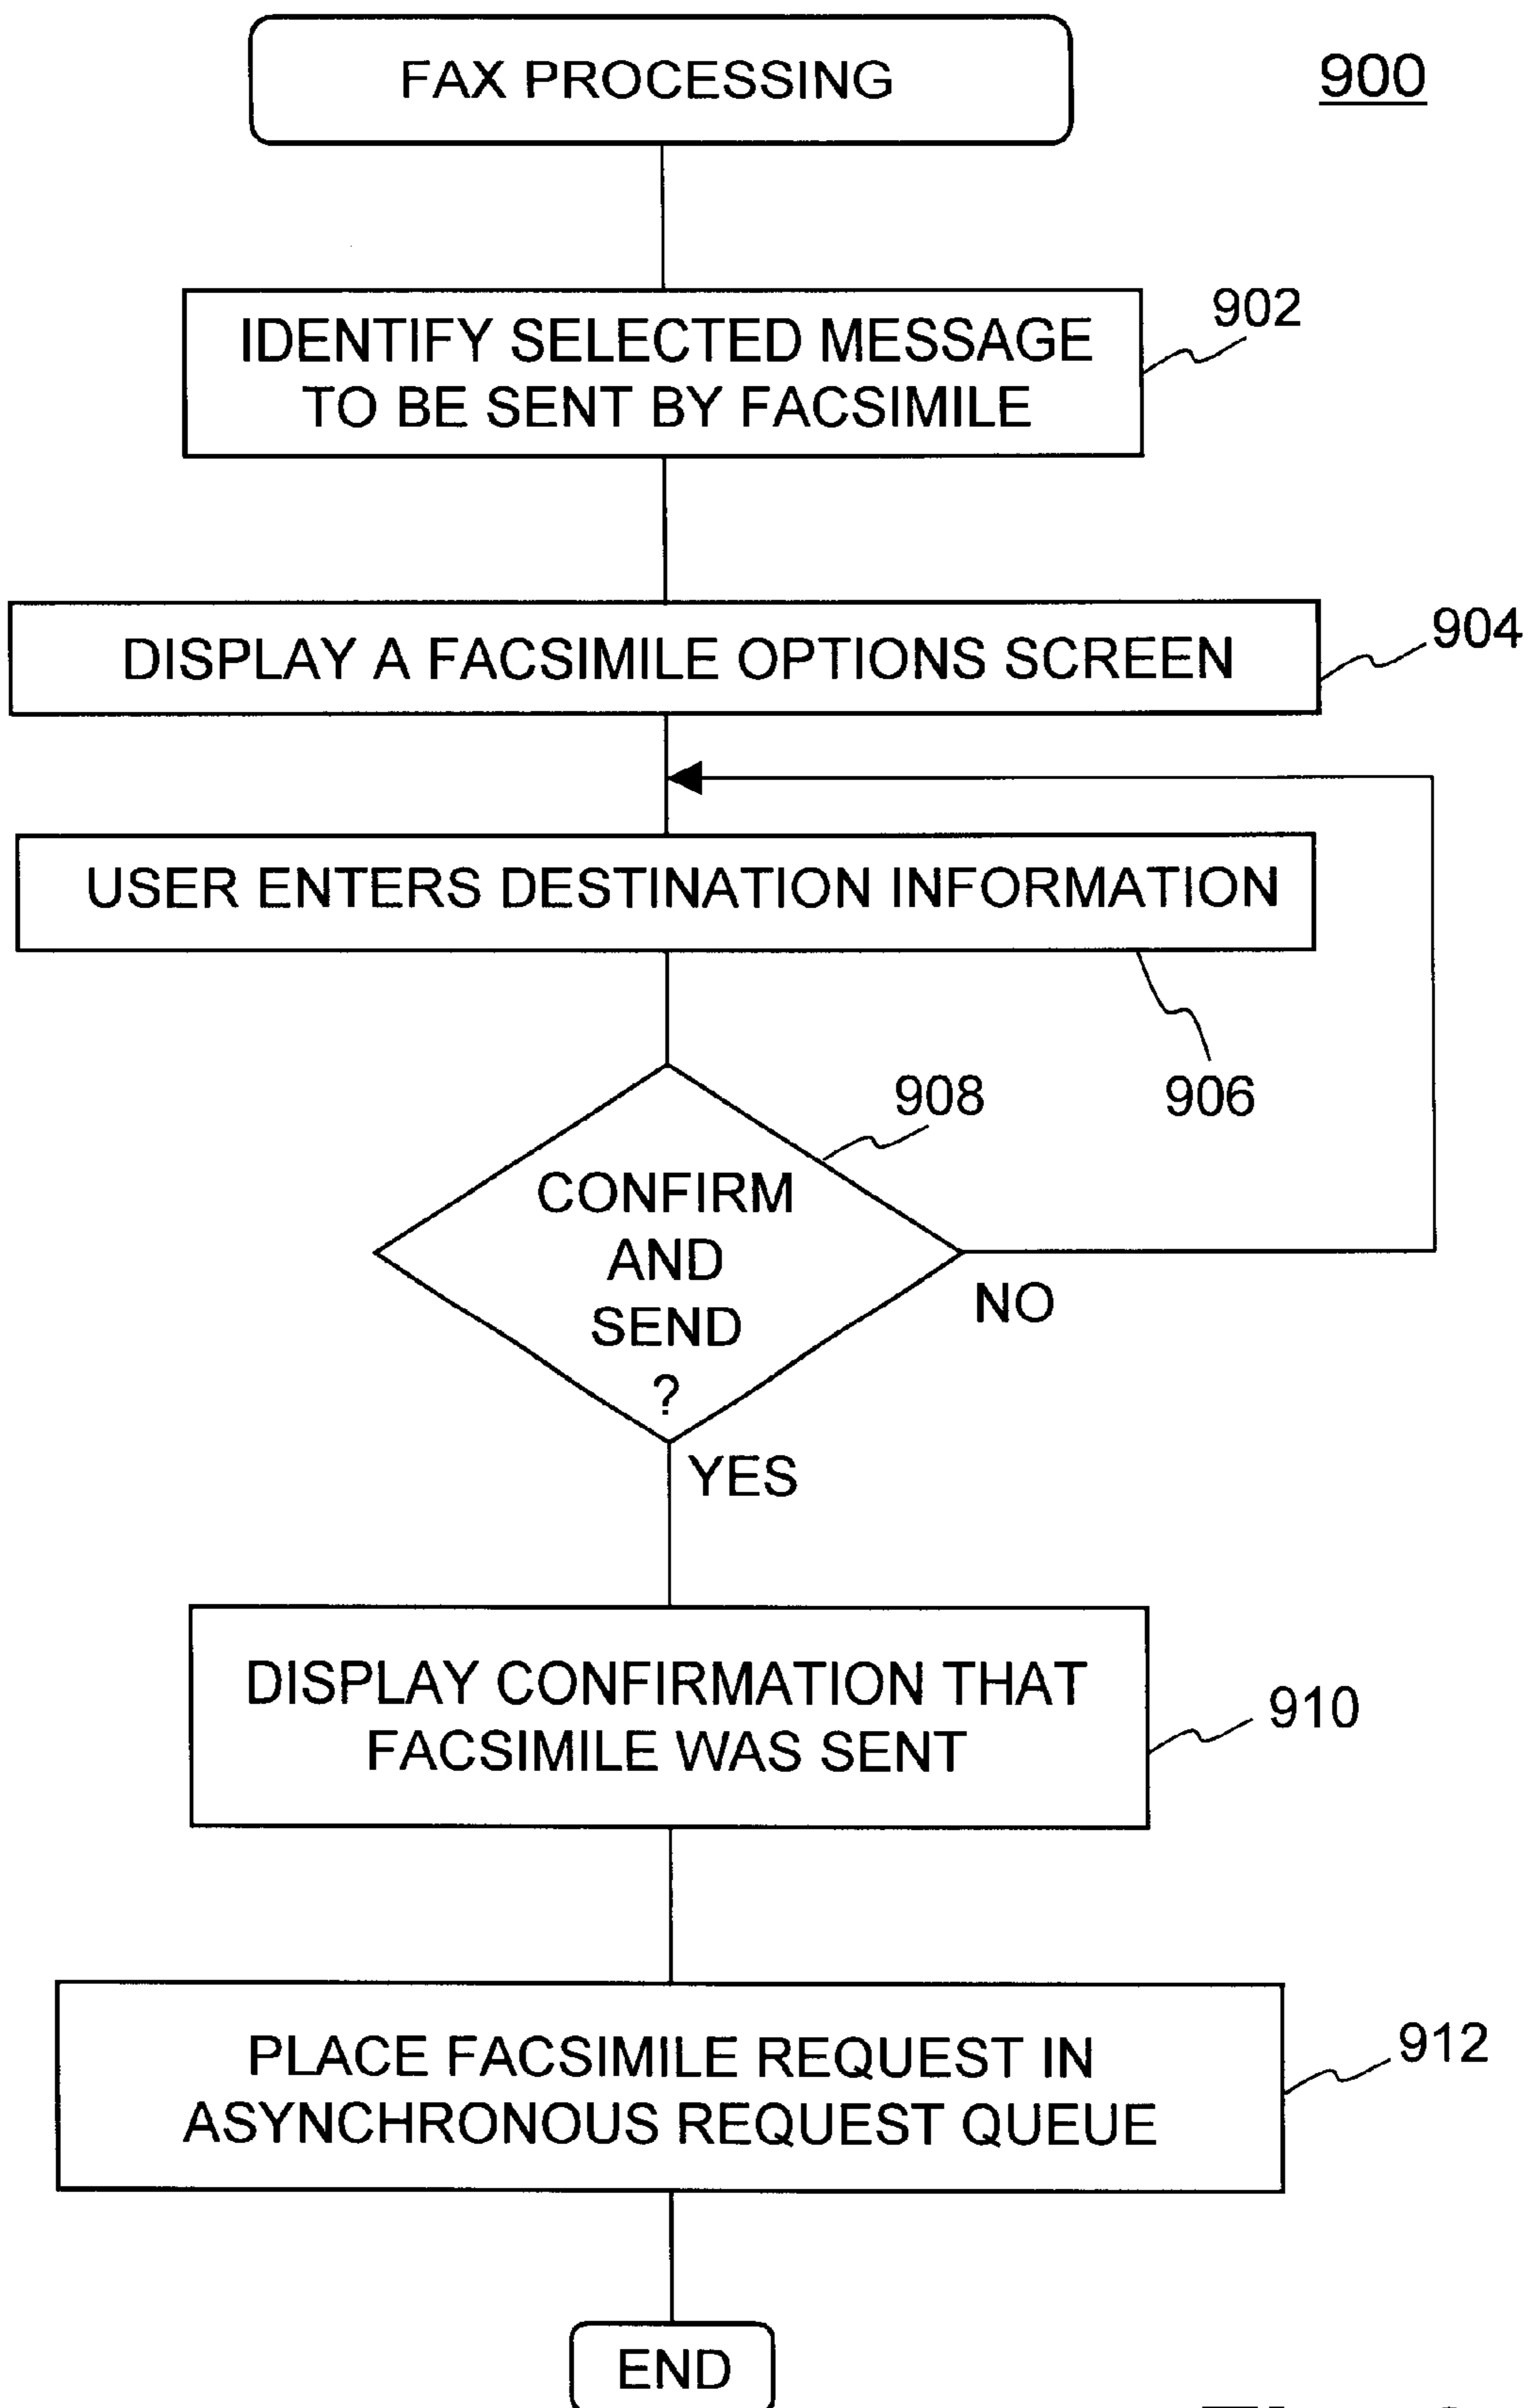 FAX PROCESSING
900
IDENTIFY SELECTED MESSAGE
TO BE SENT BY FACSIMILE
902
DISPLAY A FACSIMILE OPTIONS SCREEN
904
USER ENTERS DESTINATION INFORMATION
906
908
CONFIRM
AND
SEND
?
NO
YES
DISPLAY CONFIRMATION THAT
FACSIMILE WAS SENT
910
PLACE FACSIMILE REQUEST IN
ASYNCHRONOUS REQUEST QUEUE
912
END